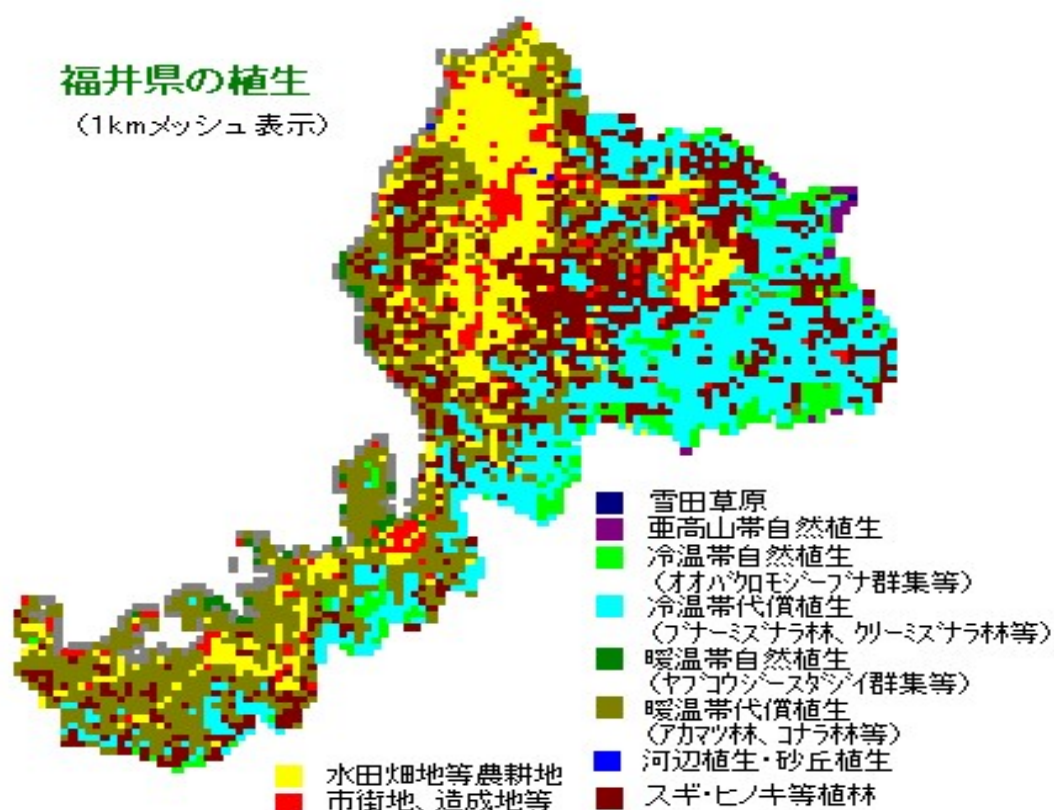 福井県の植生
（1kmメッシュ表示）
雪田草原
亜高山帯自然植生
冷温帯自然植生
（オオバクロモジーブナ群集等）
冷温帯代償植生
（ブナーミズナラ林、クリーミズナラ林等）
暖温帯自然植生
（ヤブコウジースダジイ群集等）
暖温帯代償植生
（アカマツ林、コナラ林等）
河辺植生・砂丘植生
スギ・ヒノキ等植林
水田畑地等農耕地
市街地、造成地等